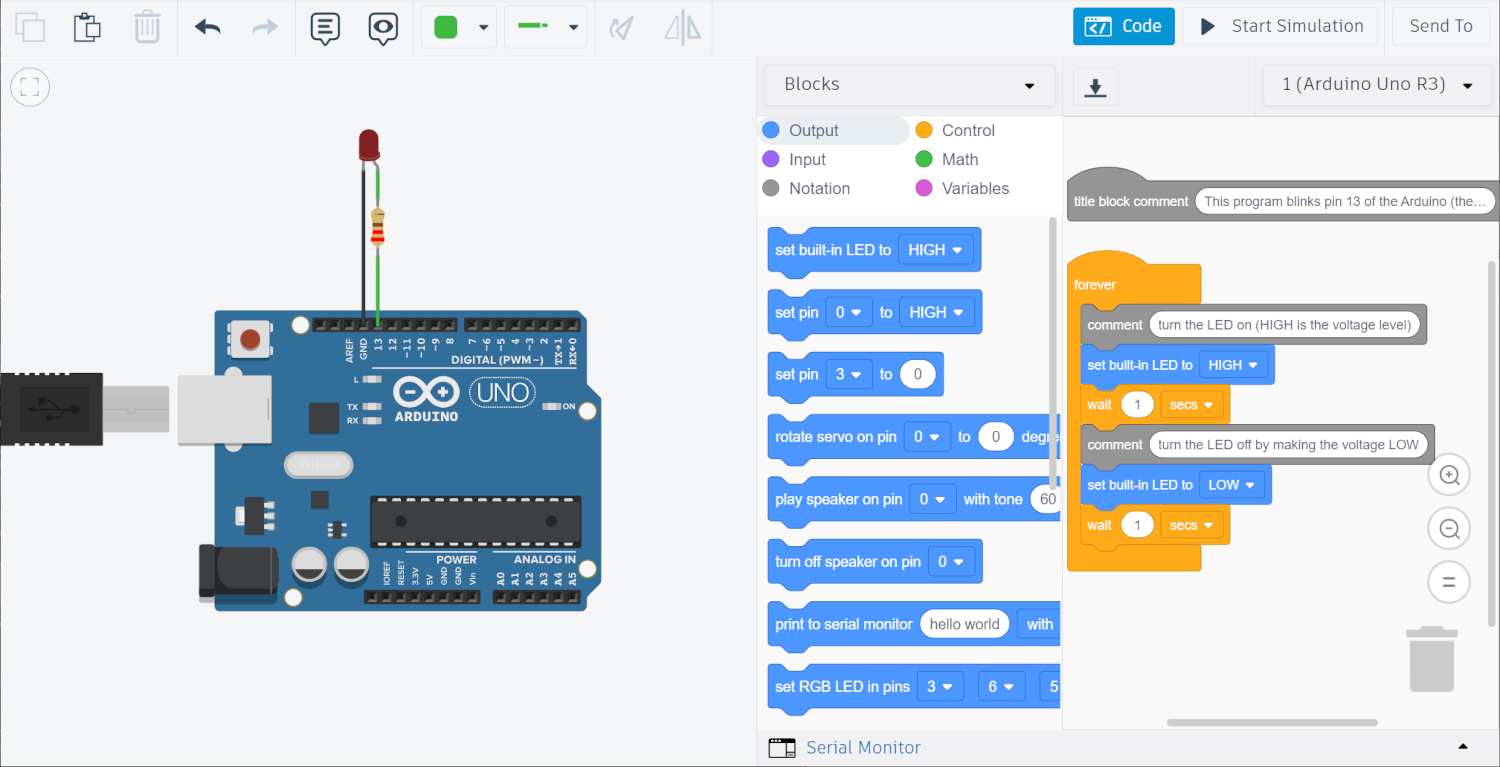 Code
Start Simulation
Send To
Blocks
1 (Arduino Uno R3)
Output
Control
Input
Math
Notation
Variables
set built-in LED to HIGH
set pin 0 to HIGH
set pin 3 to 0
rotate servo on pin 0 to 0 degre
play speaker on pin 0 with tone 60
turn off speaker on pin 0
print to serial monitor hello world with
set RGB LED in pins 3 6 5
Serial Monitor
title block comment This program blinks pin 13 of the Arduino (the...
forever
comment turn the LED on (HIGH is the voltage level)
set built-in LED to HIGH
wait 1 secs
comment turn the LED off by making the voltage LOW
set built-in LED to LOW
wait 1 secs
AREF
GND
13
12
~11
~10
~9
8
7
~6
~5
4
~3
2
TX→1
RX←0
DIGITAL (PWM~)
L
TX
RX
ARDUINO
UNO
ON
POWER
ANALOG IN
IOREF
RESET
3.3V
5V
GND
GND
Vin
A0
A1
A2
A3
A4
A5